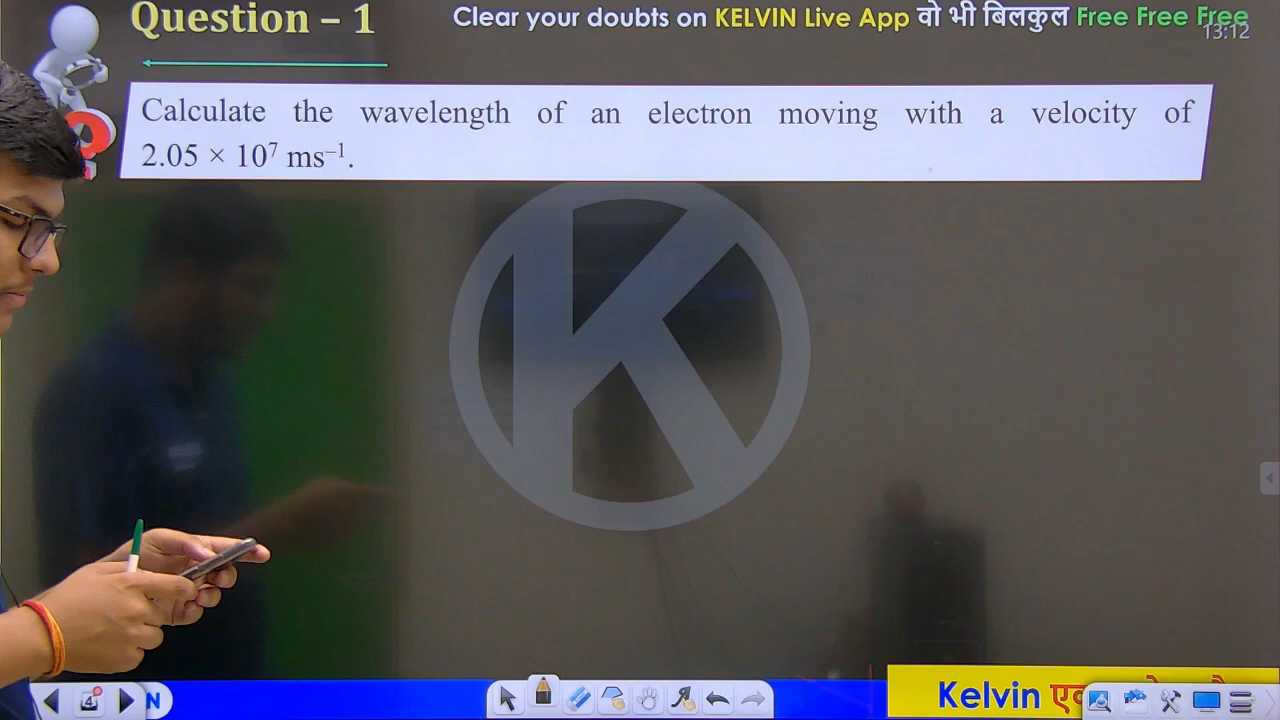 Question – 1
Clear your doubts on KELVIN Live App वो भी बिलकुल Free Free Free
13:12
Calculate the wavelength of an electron moving with a velocity of
2.05 × 10⁷ ms⁻¹.
K
Kelvin
4
N